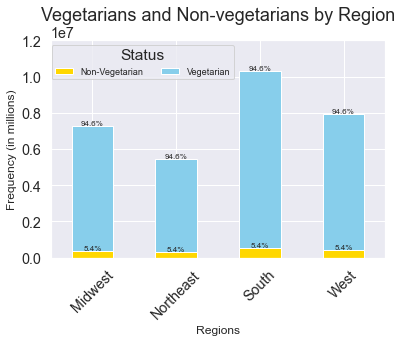 Vegetarians and Non-vegetarians by Region
1e7
1.2
1.0
0.8
0.6
0.4
0.2
0.0
Frequency (in millions)
Status
Non-Vegetarian Vegetarian
94.6% 94.6% 94.6% 94.6%
5.4% 5.4% 5.4% 5.4%
Midwest Northeast South West
Regions